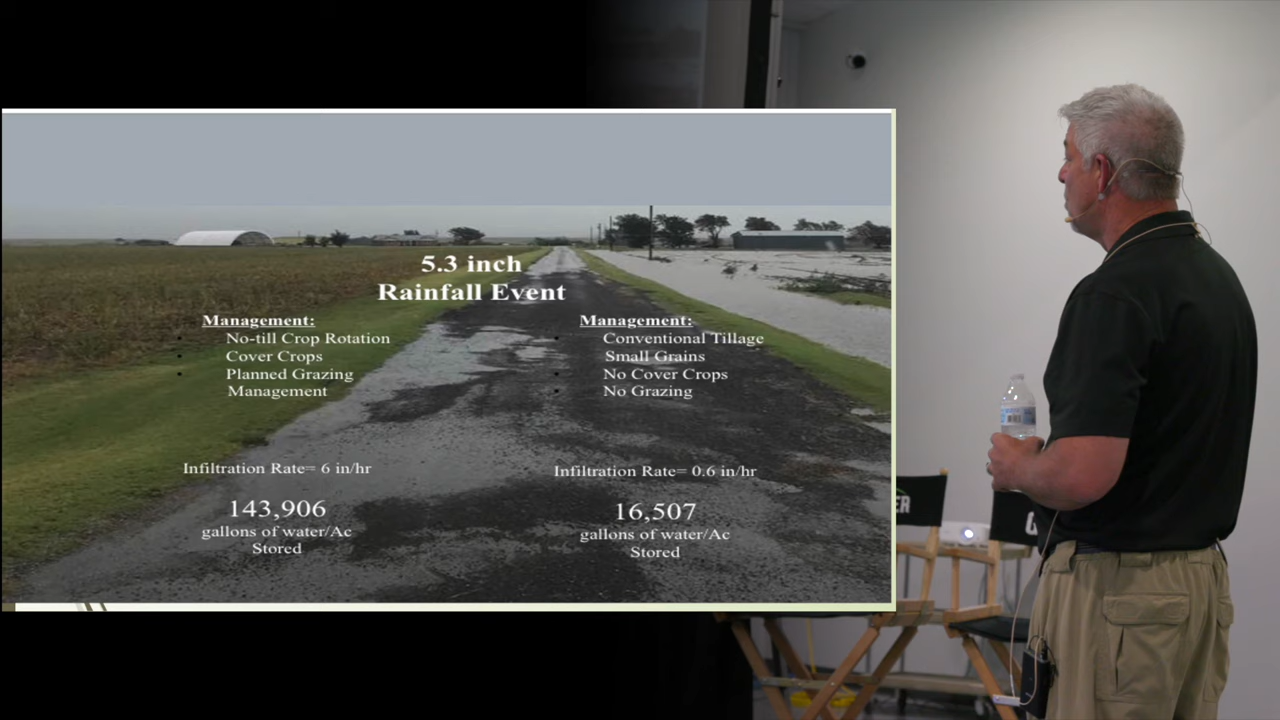 5.3 inch
Rainfall Event
Management:
No-till Crop Rotation
Cover Crops
Planned Grazing
Management
Infiltration Rate= 6 in/hr
143,906
gallons of water/Ac
Stored
Management:
Conventional Tillage
Small Grains
No Cover Crops
No Grazing
Infiltration Rate= 0.6 in/hr
16,507
gallons of water/Ac
Stored
ER